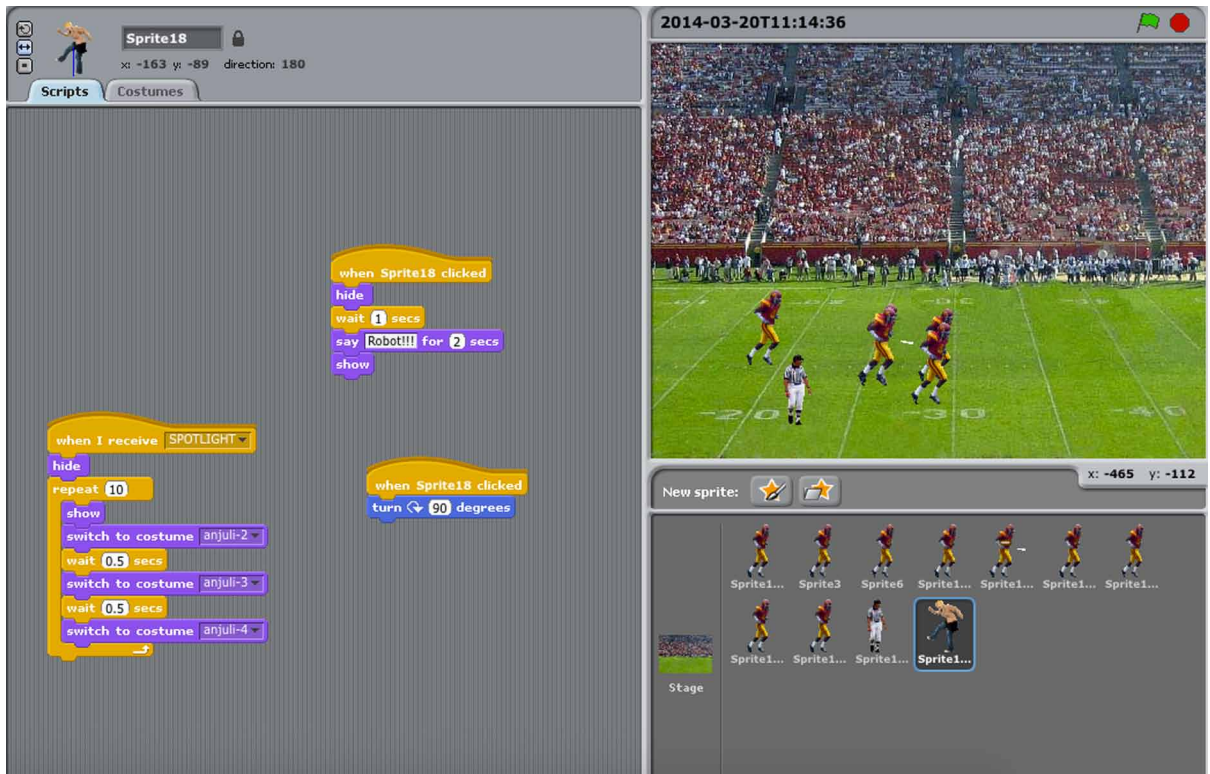 Sprite18
x: -163 y: -89 direction: 180
Scripts
Costumes
when Sprite18 clicked
hide
wait 1 secs
say Robot!!! for 2 secs
show
when I receive SPOTLIGHT
hide
repeat 10
show
switch to costume anjuli-2
wait 0.5 secs
switch to costume anjuli-3
wait 0.5 secs
switch to costume anjuli-4
when Sprite18 clicked
turn 90 degrees
2014-03-20T11:14:36
20
30
40
x: -465 y: -112
New sprite:
Sprite1... Sprite3 Sprite6 Sprite1... Sprite1... Sprite1... Sprite1...
Sprite1... Sprite1... Sprite1... Sprite1...
Stage